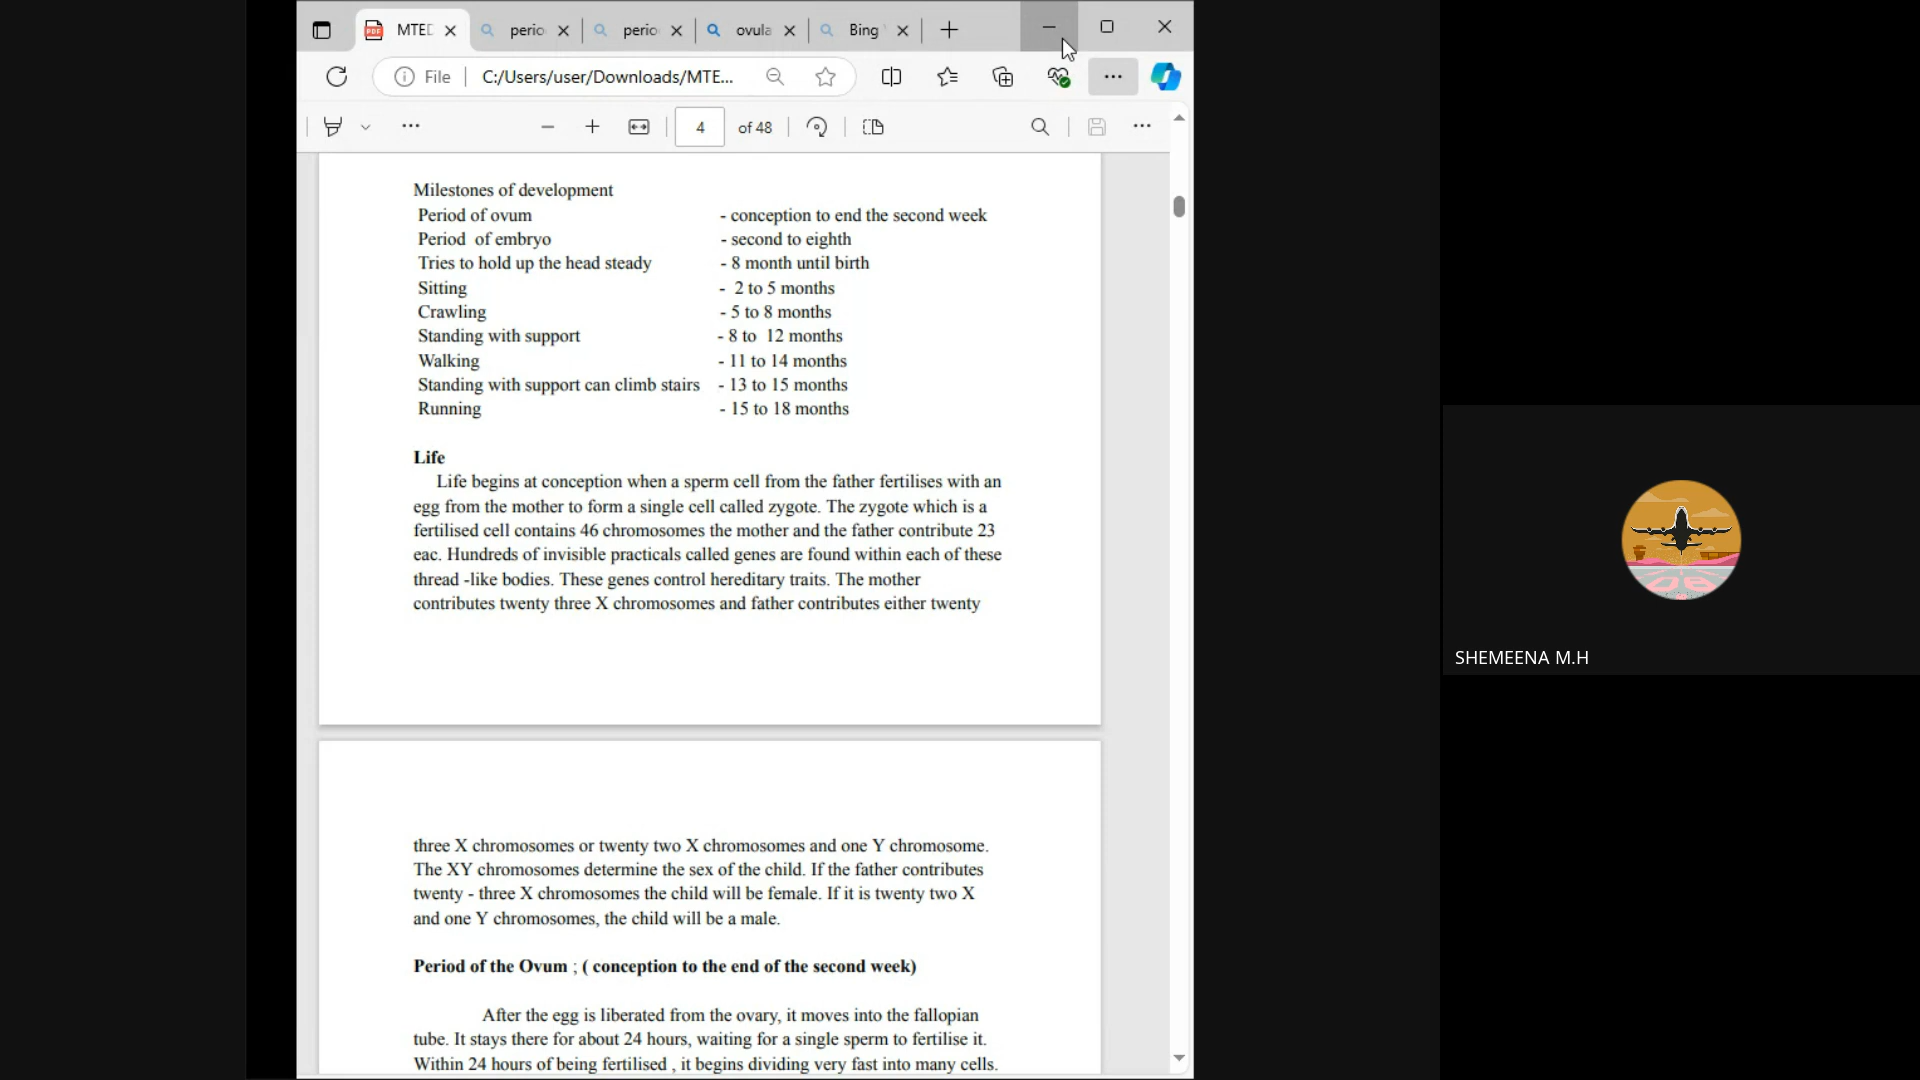 MTED
perio
perio
ovula
Bing
File
C:/Users/user/Downloads/MTE...
4 of 48
Milestones of development
Period of ovum - conception to end the second week
Period of embryo - second to eighth
Tries to hold up the head steady - 8 month until birth
Sitting - 2 to 5 months
Crawling - 5 to 8 months
Standing with support - 8 to 12 months
Walking - 11 to 14 months
Standing with support can climb stairs - 13 to 15 months
Running - 15 to 18 months
Life
Life begins at conception when a sperm cell from the father fertilises with an
egg from the mother to form a single cell called zygote. The zygote which is a
fertilised cell contains 46 chromosomes the mother and the father contribute 23
eac. Hundreds of invisible practicals called genes are found within each of these
thread -like bodies. These genes control hereditary traits. The mother
contributes twenty three X chromosomes and father contributes either twenty
three X chromosomes or twenty two X chromosomes and one Y chromosome.
The XY chromosomes determine the sex of the child. If the father contributes
twenty - three X chromosomes the child will be female. If it is twenty two X
and one Y chromosomes, the child will be a male.
Period of the Ovum ; ( conception to the end of the second week)
After the egg is liberated from the ovary, it moves into the fallopian
tube. It stays there for about 24 hours, waiting for a single sperm to fertilise it.
Within 24 hours of being fertilised , it begins dividing very fast into many cells.
SHEMEENA M.H